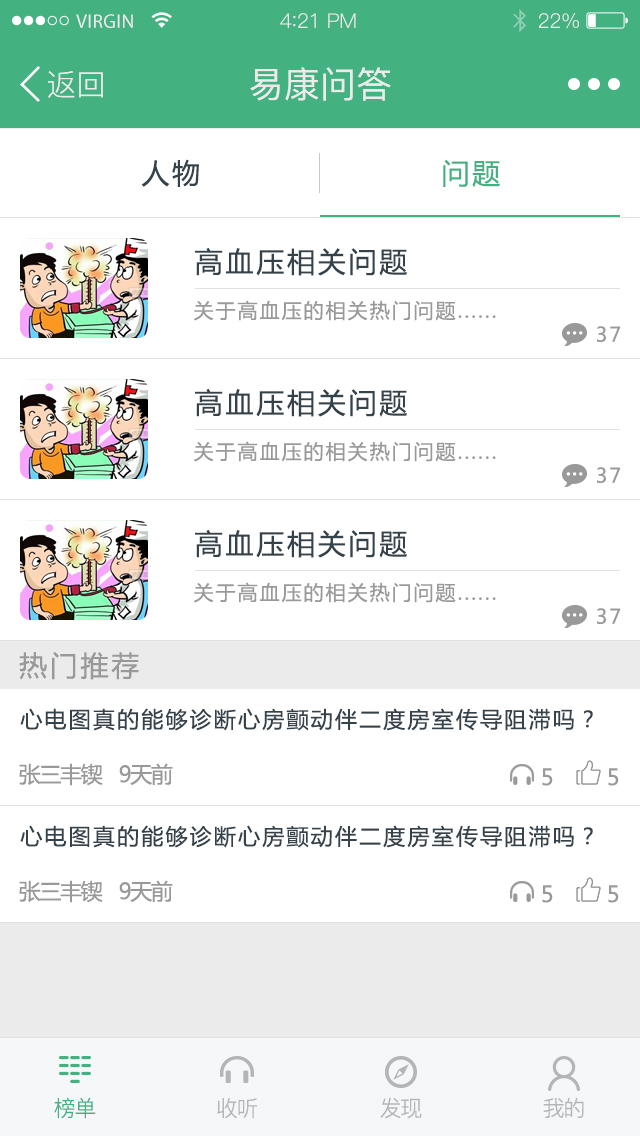 VIRGIN 4:21 PM 22%
返回 易康问答
人物 问题
高血压相关问题
关于高血压的相关热门问题......
37
高血压相关问题
关于高血压的相关热门问题......
37
高血压相关问题
关于高血压的相关热门问题......
37
热门推荐
心电图真的能够诊断心房颤动伴二度房室传导阻滞吗？
张三丰锲 9天前 5 5
心电图真的能够诊断心房颤动伴二度房室传导阻滞吗？
张三丰锲 9天前 5 5
榜单 收听 发现 我的